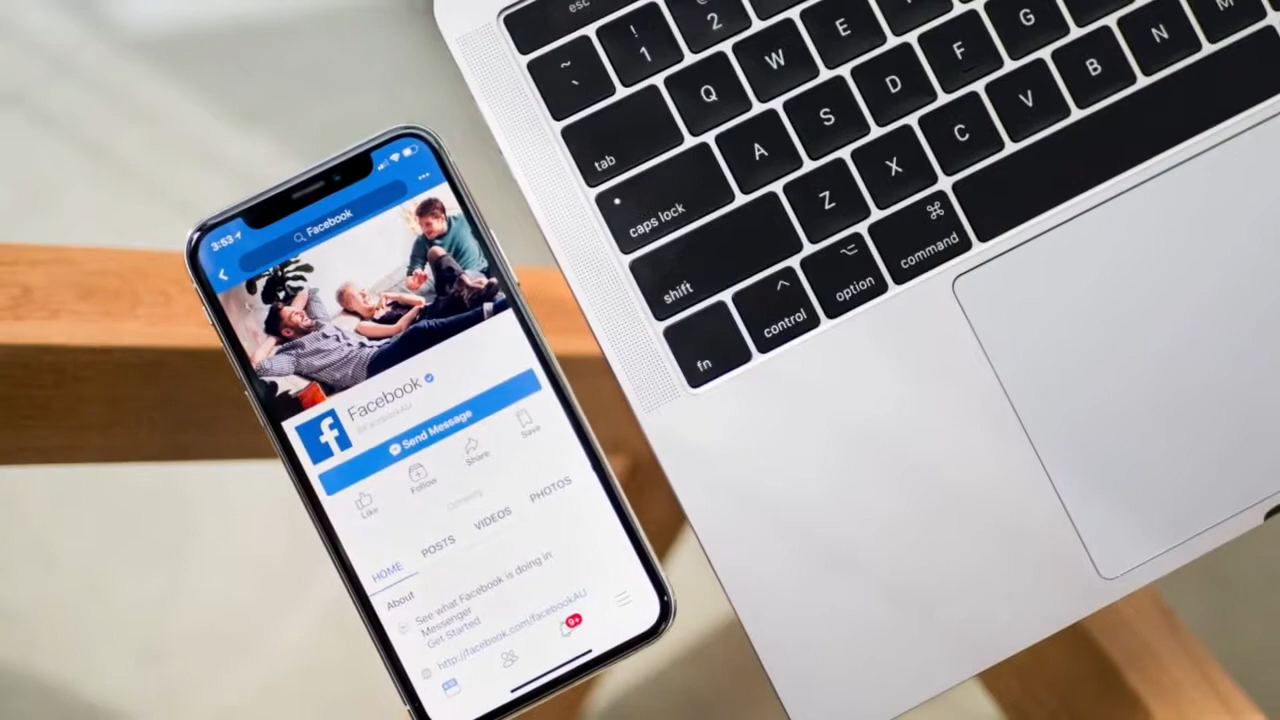 3:53
Facebook
Facebook
@FacebookAU
Send Message
Like
Follow
Share
Save
Company
HOME
POSTS
VIDEOS
PHOTOS
About
See what Facebook is doing in
Messenger
Get Started
http://facebook.com/facebookAU
9+
esc
~
`
!
1
2
Q
W
E
tab
A
S
D
F
G
caps lock
Z
X
C
V
B
N
M
shift
fn
^
control
⌥
option
⌘
command